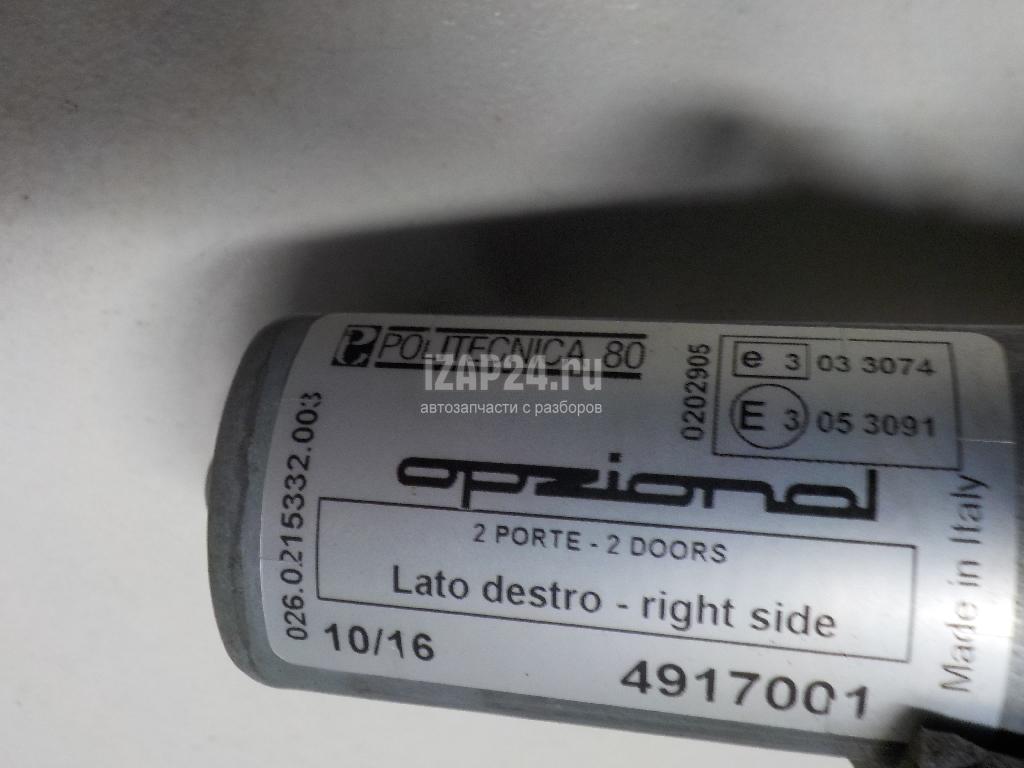 POLITECNICA 80
iZAP24.ru
автозапчасти с разборов
0202905
e 3 03 3074
E 3 05 3091
026.0215332.003
opzional
2 PORTE - 2 DOORS
Lato destro - right side
10/16
4917001
Made in Italy